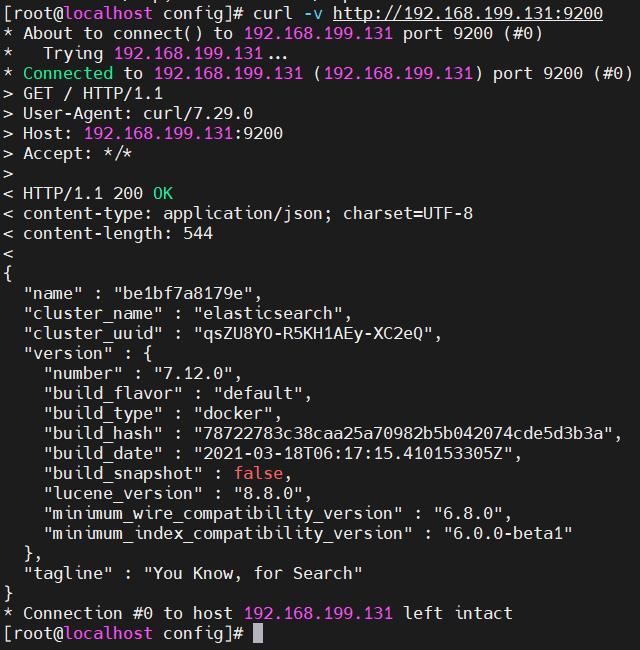 [root@localhost config]# curl -v http://192.168.199.131:9200
* About to connect() to 192.168.199.131 port 9200 (#0)
*   Trying 192.168.199.131...
* Connected to 192.168.199.131 (192.168.199.131) port 9200 (#0)
> GET / HTTP/1.1
> User-Agent: curl/7.29.0
> Host: 192.168.199.131:9200
> Accept: */*
>
< HTTP/1.1 200 OK
< content-type: application/json; charset=UTF-8
< content-length: 544
<
{
  "name" : "be1bf7a8179e",
  "cluster_name" : "elasticsearch",
  "cluster_uuid" : "qsZU8YO-R5KH1AEy-XC2eQ",
  "version" : {
    "number" : "7.12.0",
    "build_flavor" : "default",
    "build_type" : "docker",
    "build_hash" : "78722783c38caa25a70982b5b042074cde5d3b3a",
    "build_date" : "2021-03-18T06:17:15.410153305Z",
    "build_snapshot" : false,
    "lucene_version" : "8.8.0",
    "minimum_wire_compatibility_version" : "6.8.0",
    "minimum_index_compatibility_version" : "6.0.0-beta1"
  },
  "tagline" : "You Know, for Search"
}
* Connection #0 to host 192.168.199.131 left intact
[root@localhost config]#